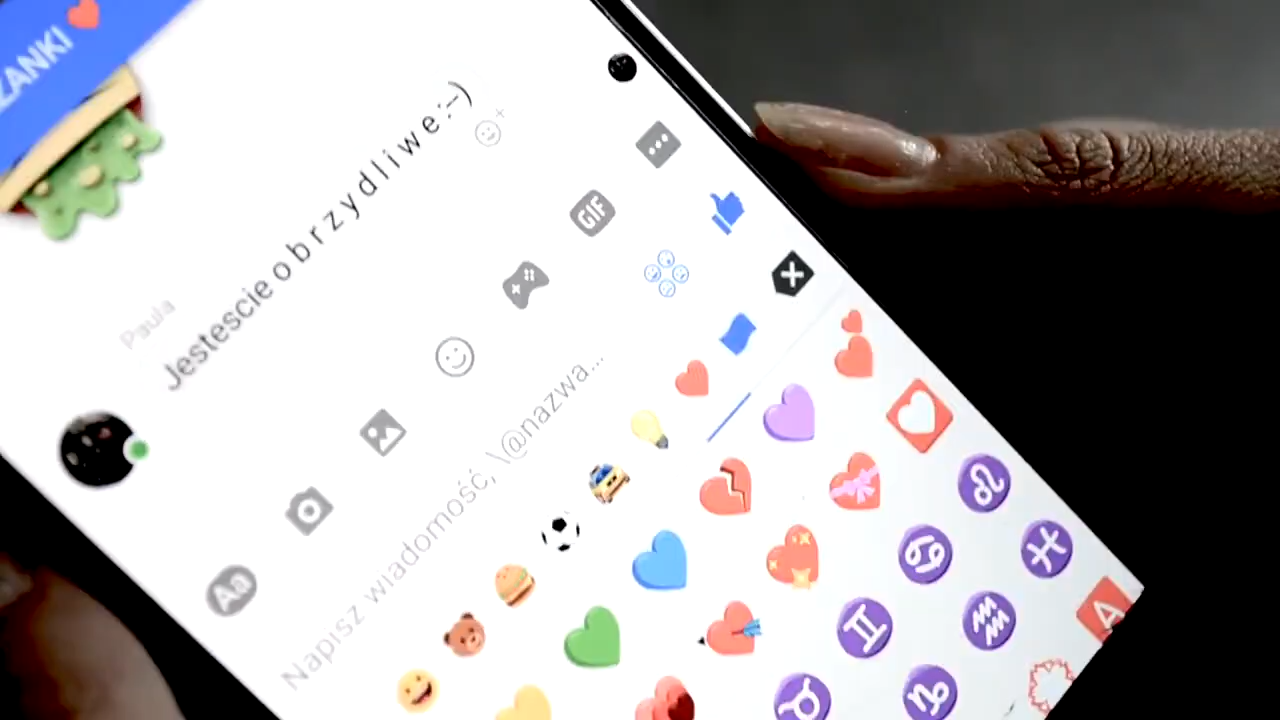 ZANKI
Paula
Jestescie o b r z y d l i w e :-)
GIF
Aa
Napisz wiadomość, \@nazwa...
A